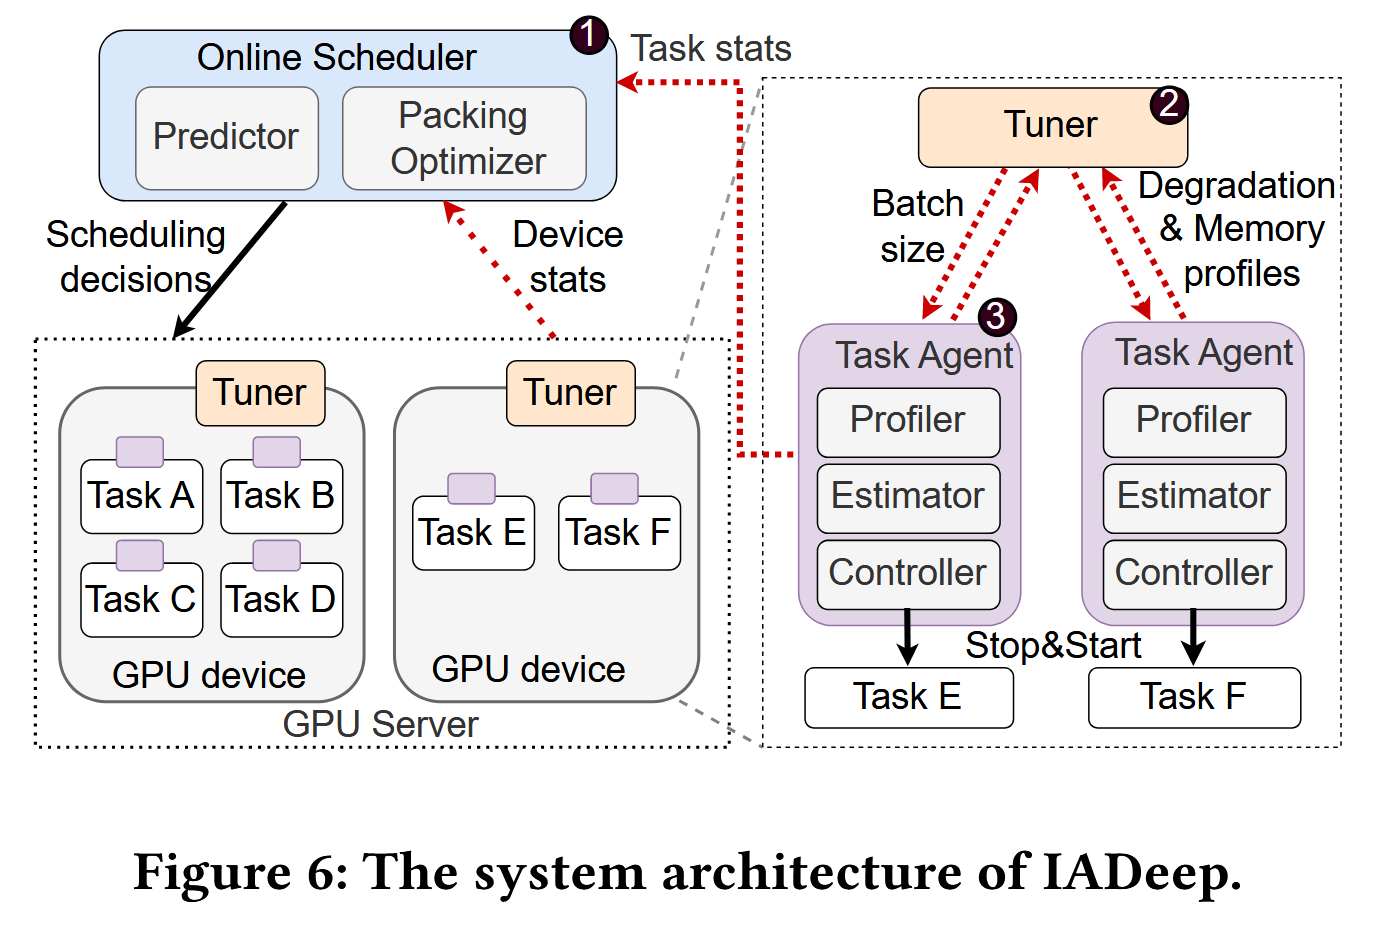 1
Online Scheduler
Predictor
Packing
Optimizer
Task stats
Scheduling
decisions
Device
stats
Tuner
Tuner
Task A
Task B
Task C
Task D
GPU device
Task E
Task F
GPU device
GPU Server
2
Tuner
Batch
size
Degradation
& Memory
profiles
3
Task Agent
Profiler
Estimator
Controller
Task Agent
Profiler
Estimator
Controller
Stop&Start
Task E
Task F
Figure 6: The system architecture of IADeep.